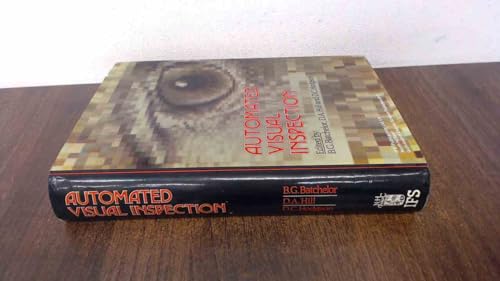 AUTOMATED
VISUAL
INSPECTION
Edited by
B.G. Batchelor, D.A. Hill and D.C. Hodgson
AUTOMATED
VISUAL INSPECTION
B.G. Batchelor
D.A. Hill
D.C. Hodgson
IFS